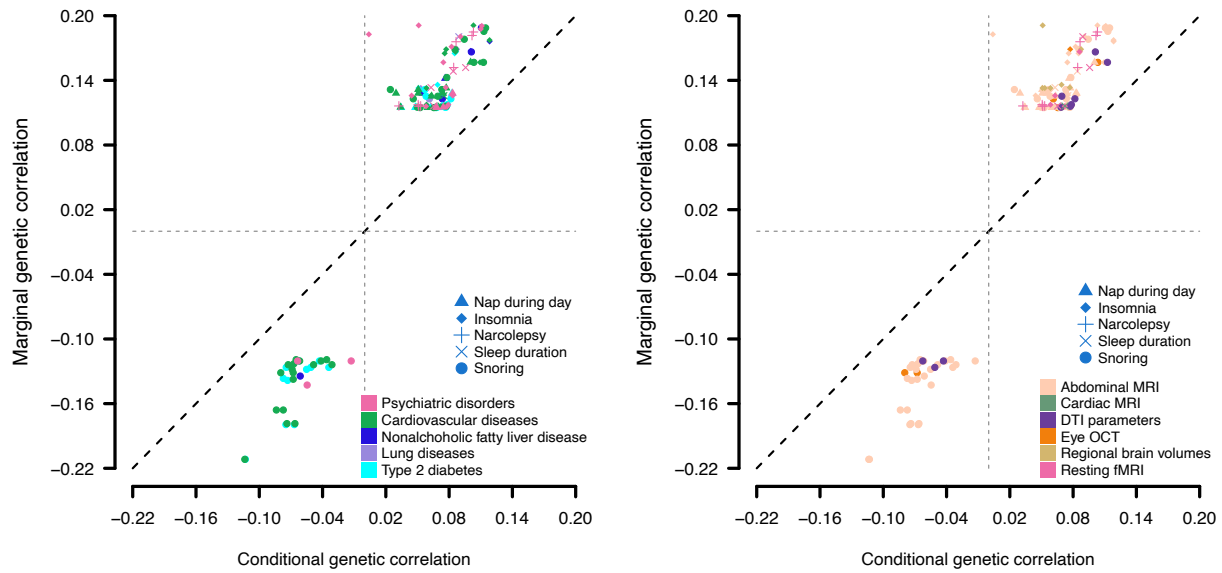 0.20
0.14
0.08
0.02
−0.04
−0.10
−0.16
−0.22
Marginal genetic correlation
Nap during day
Insomnia
Narcolepsy
Sleep duration
Snoring
Psychiatric disorders
Cardiovascular diseases
Nonalchoholic fatty liver disease
Lung diseases
Type 2 diabetes
−0.22 −0.16 −0.10 −0.04 0.02 0.08 0.14 0.20
Conditional genetic correlation
0.20
0.14
0.08
0.02
−0.04
−0.10
−0.16
−0.22
Marginal genetic correlation
Nap during day
Insomnia
Narcolepsy
Sleep duration
Snoring
Abdominal MRI
Cardiac MRI
DTI parameters
Eye OCT
Regional brain volumes
Resting fMRI
−0.22 −0.16 −0.10 −0.04 0.02 0.08 0.14 0.20
Conditional genetic correlation